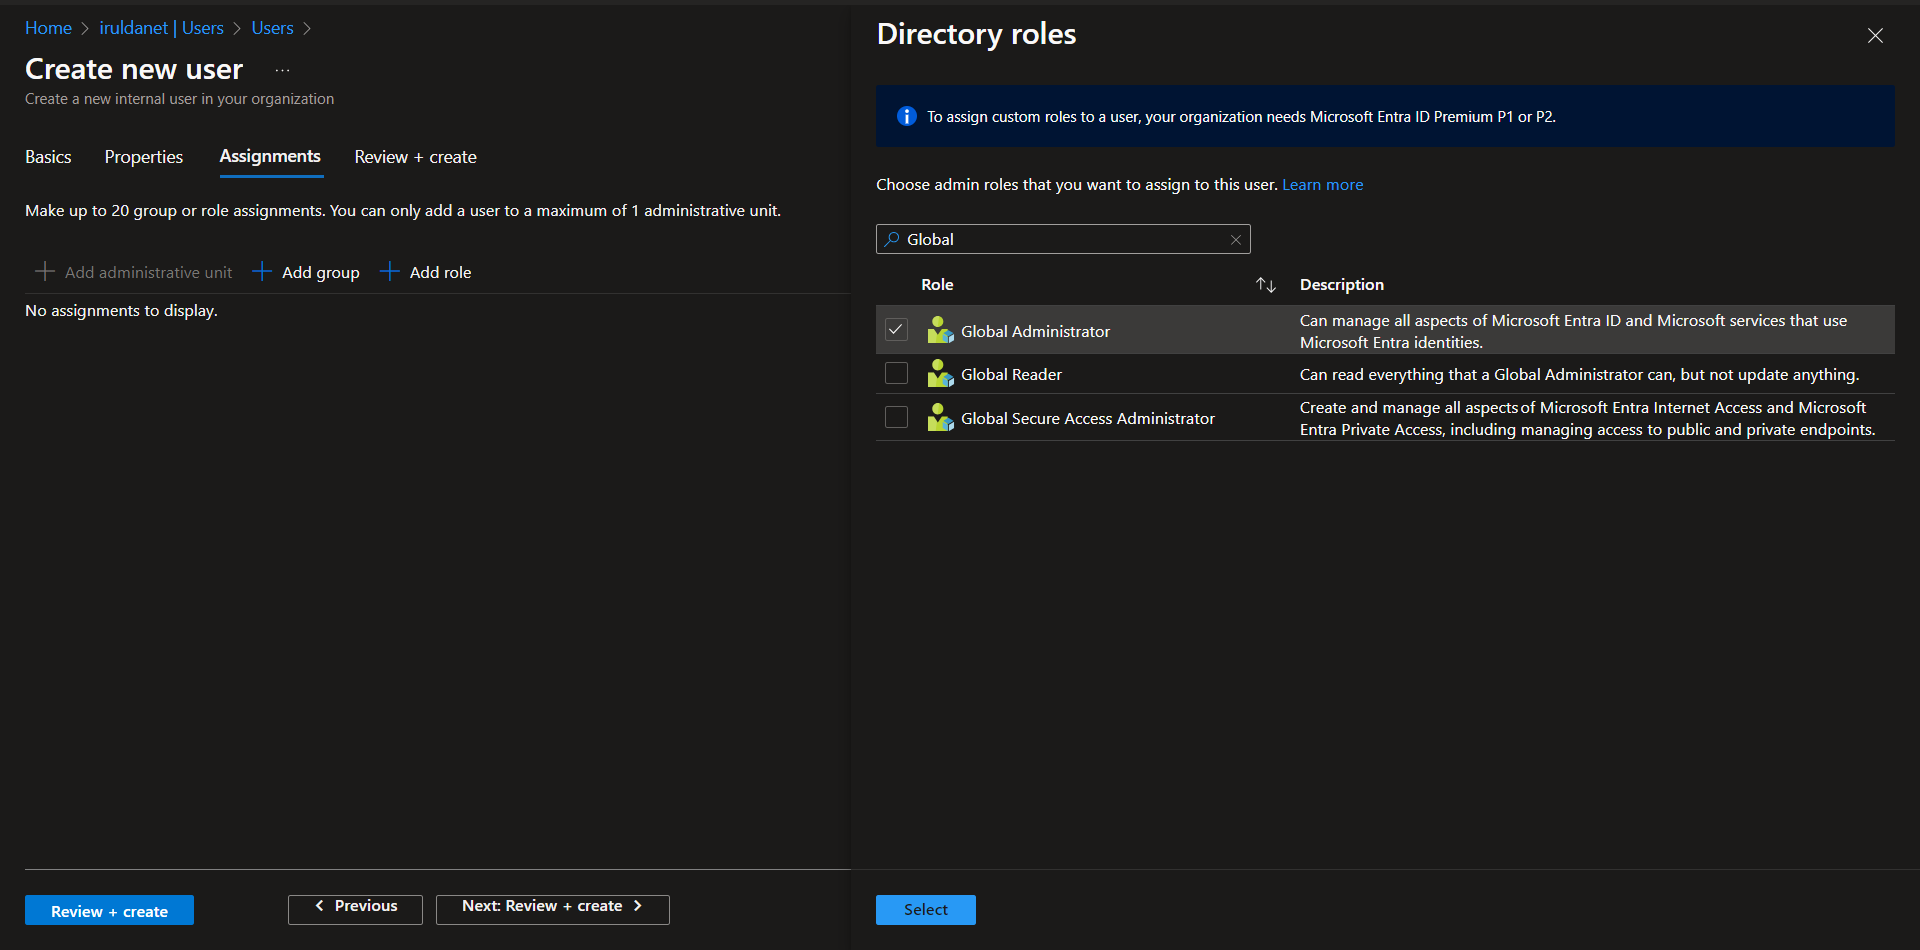 Home > iruldanet | Users > Users >
Create new user ...
Create a new internal user in your organization
Basics Properties Assignments Review + create
Make up to 20 group or role assignments. You can only add a user to a maximum of 1 administrative unit.
Add administrative unit Add group Add role
No assignments to display.
Review + create Previous Next: Review + create
Directory roles
To assign custom roles to a user, your organization needs Microsoft Entra ID Premium P1 or P2.
Choose admin roles that you want to assign to this user. Learn more
Global
Role Description
Global Administrator
Can manage all aspects of Microsoft Entra ID and Microsoft services that use
Microsoft Entra identities.
Global Reader Can read everything that a Global Administrator can, but not update anything.
Global Secure Access Administrator
Create and manage all aspects of Microsoft Entra Internet Access and Microsoft
Entra Private Access, including managing access to public and private endpoints.
Select